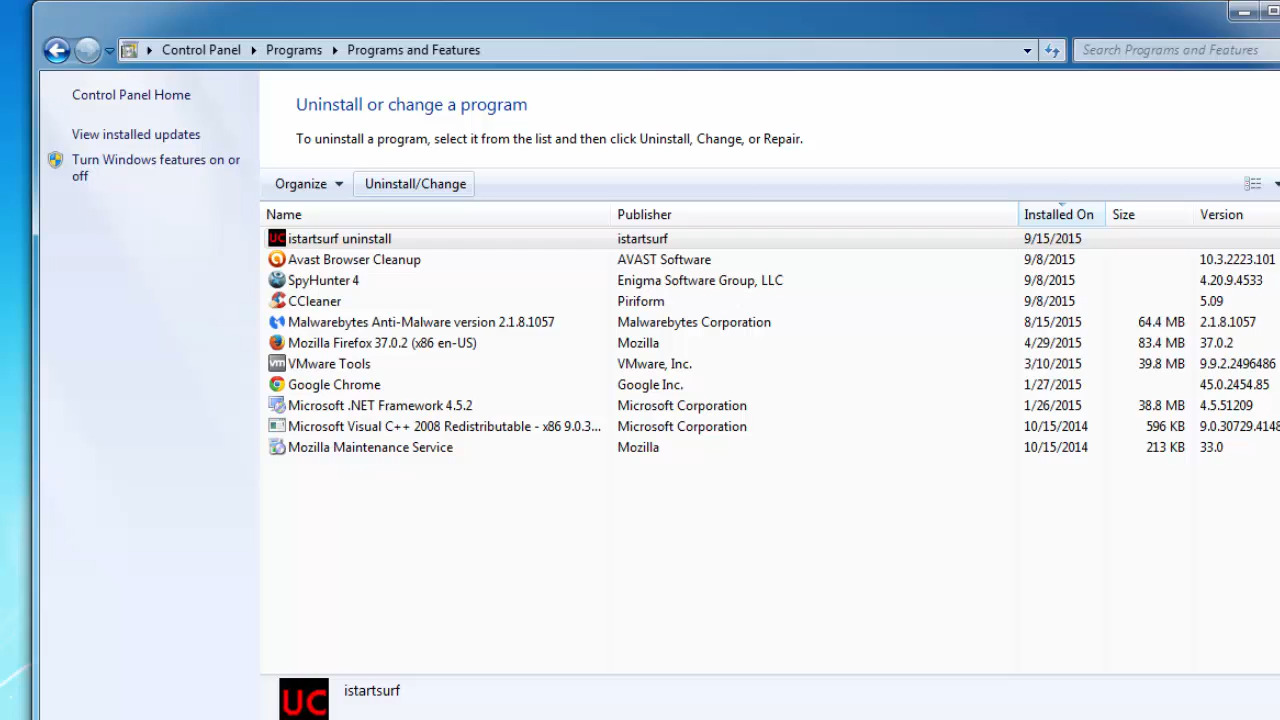 Control Panel Programs Programs and Features Search Programs and Features
Control Panel Home
View installed updates
Turn Windows features on or
off
Uninstall or change a program
To uninstall a program, select it from the list and then click Uninstall, Change, or Repair.
Organize Uninstall/Change
Name Publisher Installed On Size Version
UC istartsurf uninstall istartsurf 9/15/2015
Avast Browser Cleanup AVAST Software 9/8/2015 10.3.2223.101
SpyHunter 4 Enigma Software Group, LLC 9/8/2015 4.20.9.4533
CCleaner Piriform 9/8/2015 5.09
Malwarebytes Anti-Malware version 2.1.8.1057 Malwarebytes Corporation 8/15/2015 64.4 MB 2.1.8.1057
Mozilla Firefox 37.0.2 (x86 en-US) Mozilla 4/29/2015 83.4 MB 37.0.2
vm VMware Tools VMware, Inc. 3/10/2015 39.8 MB 9.9.2.2496486
Google Chrome Google Inc. 1/27/2015 45.0.2454.85
Microsoft .NET Framework 4.5.2 Microsoft Corporation 1/26/2015 38.8 MB 4.5.51209
Microsoft Visual C++ 2008 Redistributable - x86 9.0.3... Microsoft Corporation 10/15/2014 596 KB 9.0.30729.4148
Mozilla Maintenance Service Mozilla 10/15/2014 213 KB 33.0
UC istartsurf